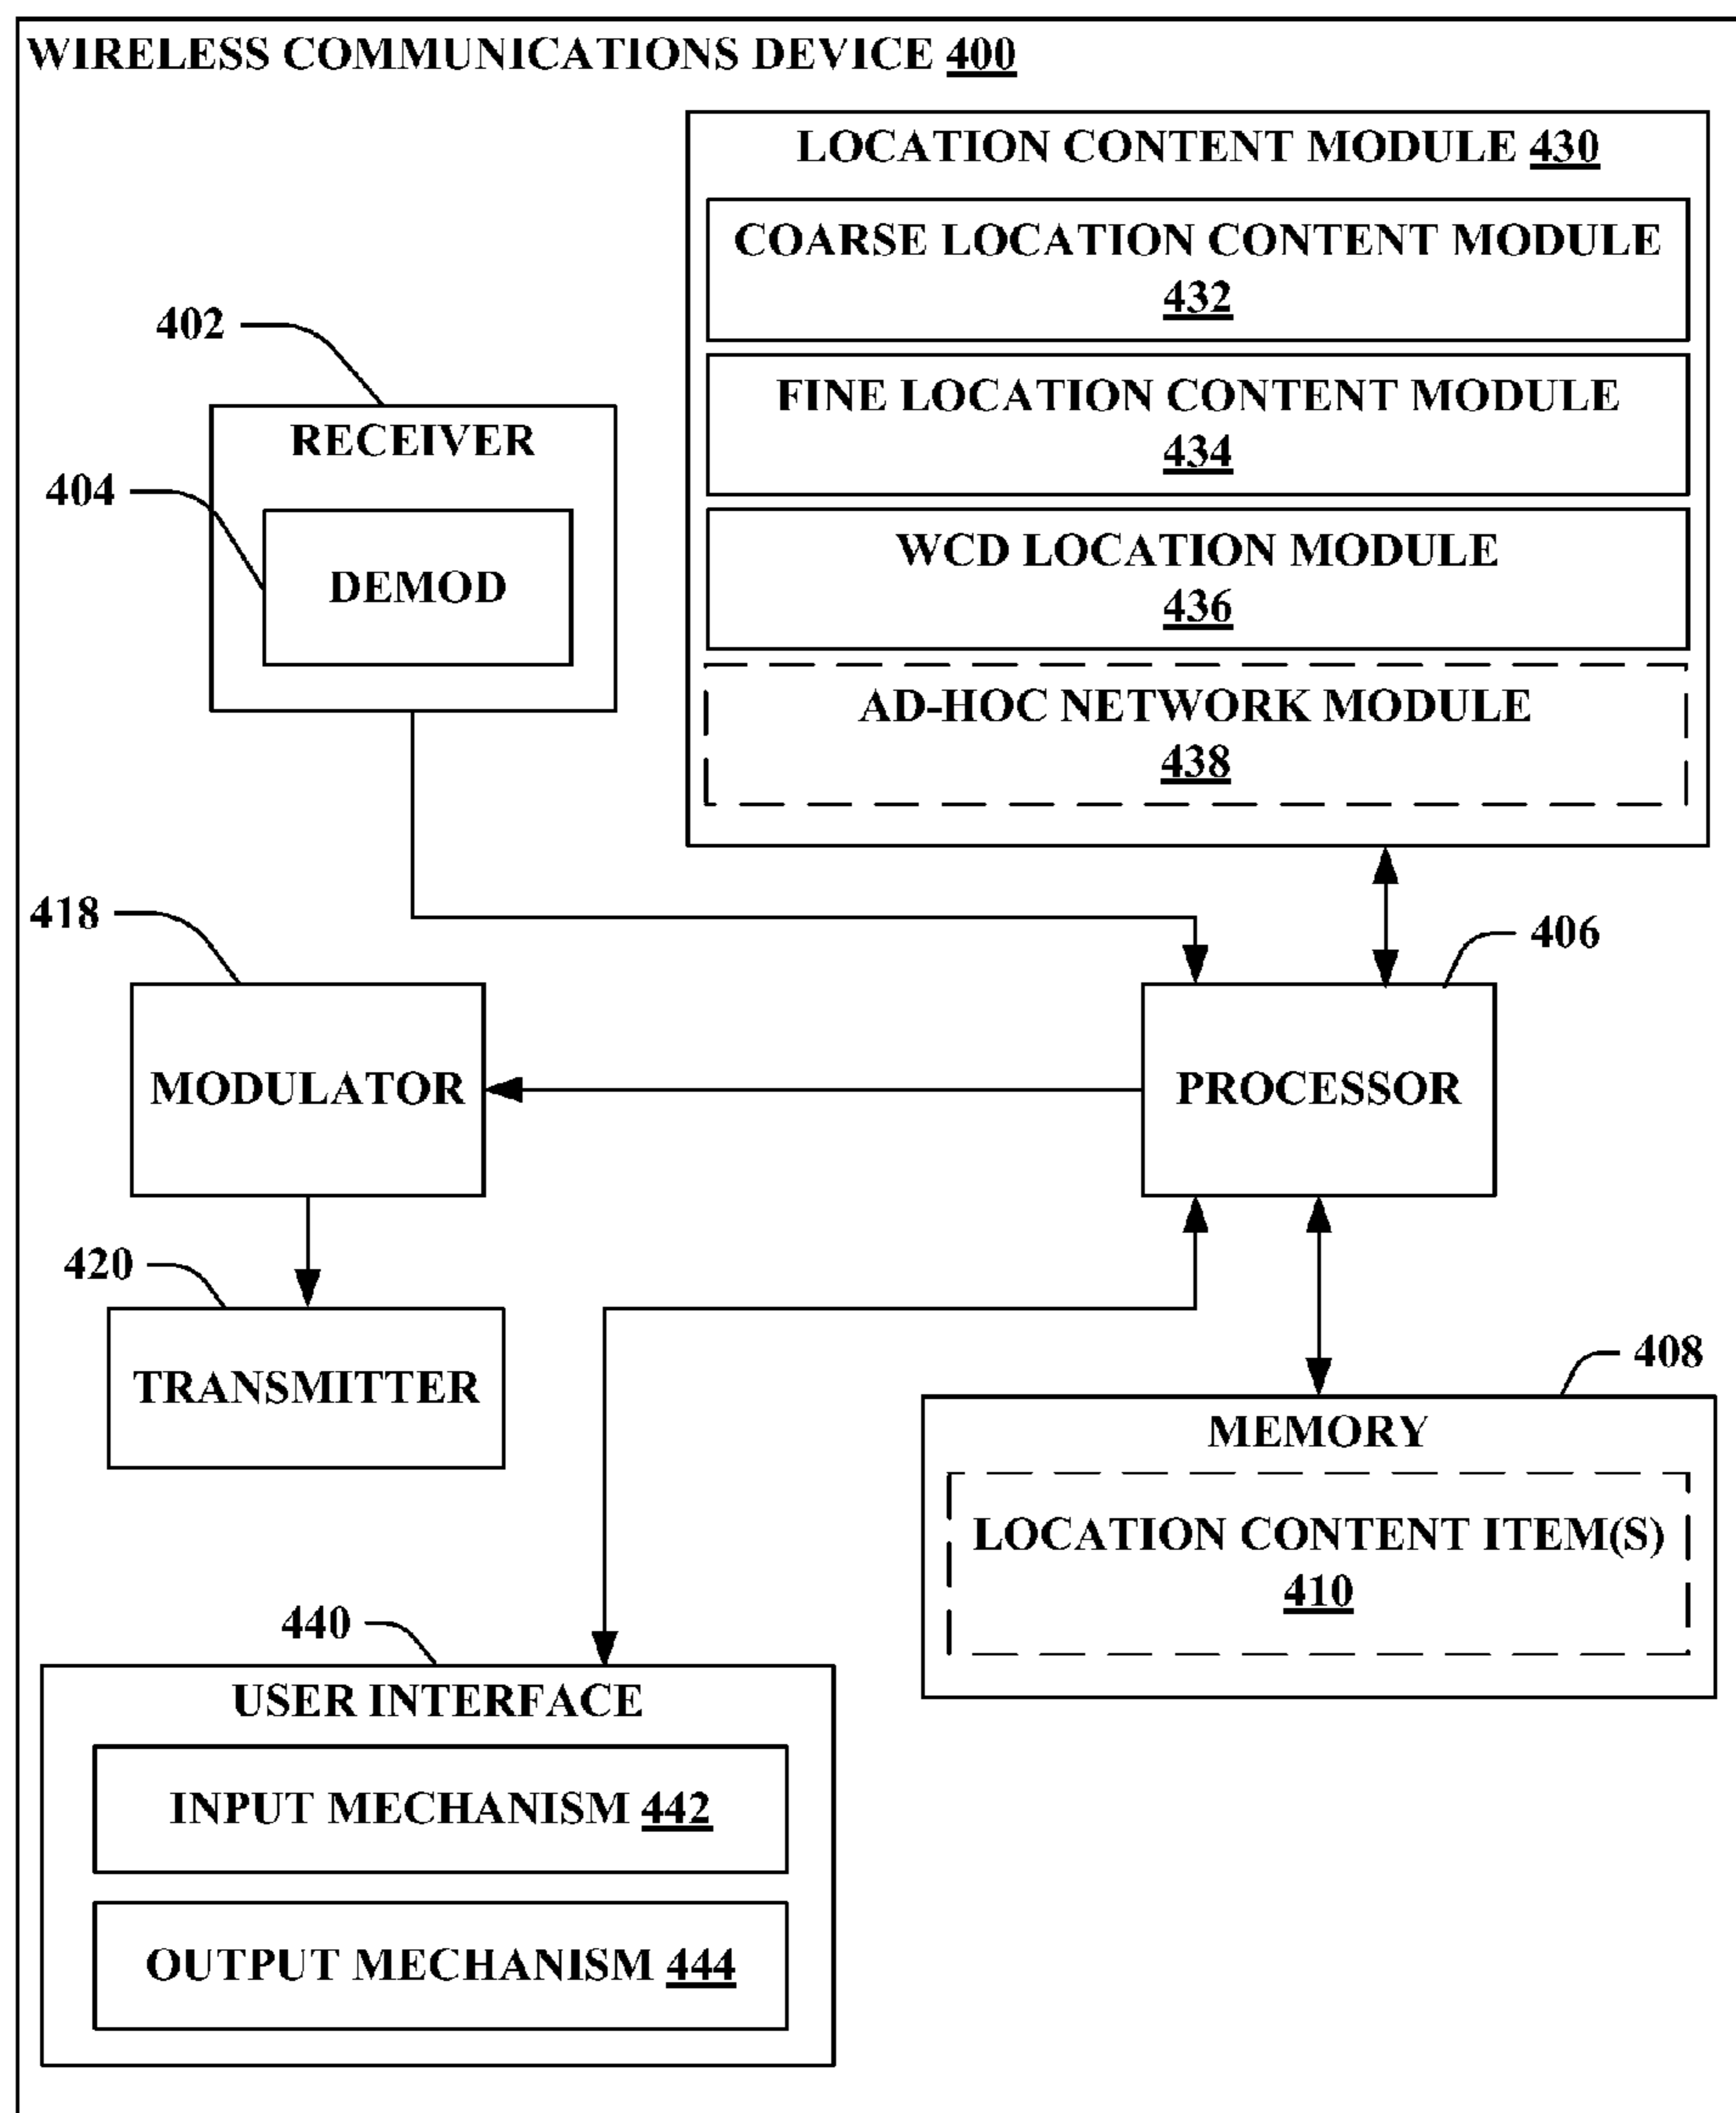 WIRELESS COMMUNICATIONS DEVICE 400
LOCATION CONTENT MODULE 430
COARSE LOCATION CONTENT MODULE
432
FINE LOCATION CONTENT MODULE
434
WCD LOCATION MODULE
436
AD-HOC NETWORK MODULE
438
402
RECEIVER
404
DEMOD
418
MODULATOR
406
PROCESSOR
420
TRANSMITTER
408
MEMORY
LOCATION CONTENT ITEM(S)
410
440
USER INTERFACE
INPUT MECHANISM 442
OUTPUT MECHANISM 444